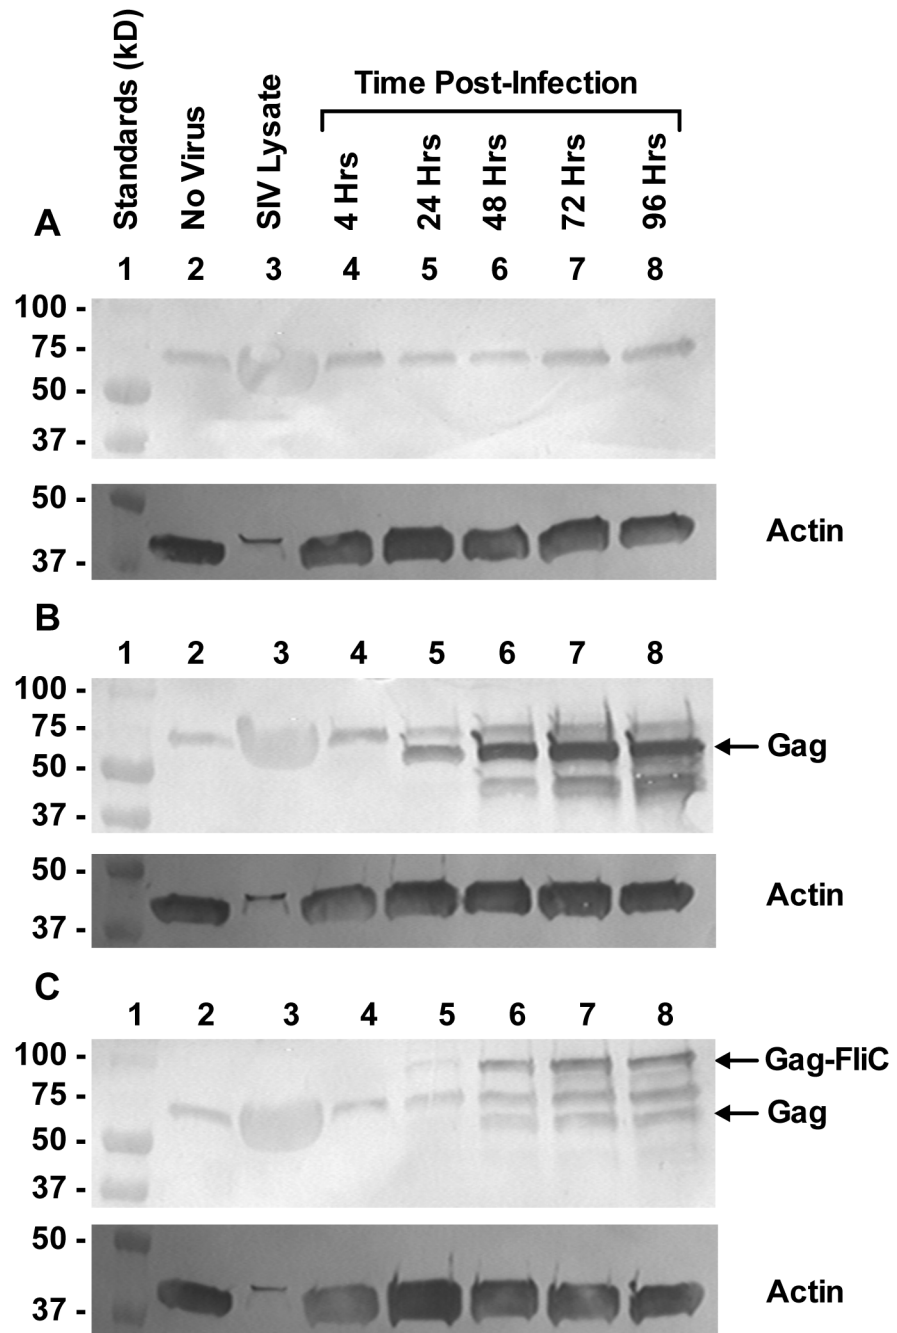 Standards (kD)
No Virus
SIV Lysate
Time Post-Infection
4 Hrs
24 Hrs
48 Hrs
72 Hrs
96 Hrs
A
1 2 3 4 5 6 7 8
100 -
75 -
50 -
37 -
50 -
37 -
Actin
B
1 2 3 4 5 6 7 8
100 -
75 -
50 -
37 -
Gag
50 -
37 -
Actin
C
1 2 3 4 5 6 7 8
100 -
75 -
50 -
37 -
Gag-FliC
Gag
50 -
37 -
Actin